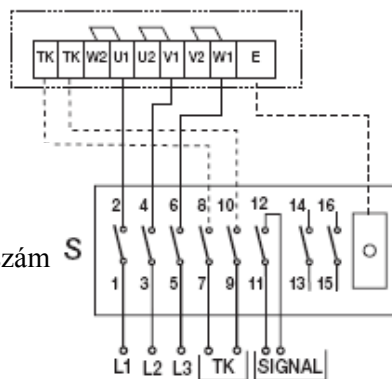 TK TK W2 U1 U2 V1 V2 W1 E
2 4 6 8 10 12 14 16
szám S
1 3 5 7 9 11 13 15
L1 L2 L3 TK SIGNAL